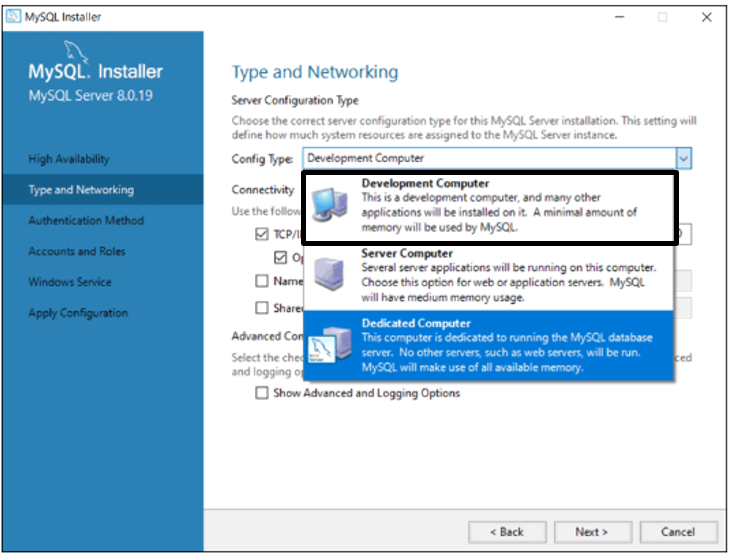 MySQL Installer
MySQL. Installer
MySQL Server 8.0.19
High Availability
Type and Networking
Authentication Method
Accounts and Roles
Windows Service
Apply Configuration
Type and Networking
Server Configuration Type
Choose the correct server configuration type for this MySQL Server installation. This setting will
define how much system resources are assigned to the MySQL Server instance.
Config Type: Development Computer
Development Computer
This is a development computer, and many other
applications will be installed on it. A minimal amount of
memory will be used by MySQL.
Server Computer
Several server applications will be running on this computer.
Choose this option for web or application servers. MySQL
will have medium memory usage.
Dedicated Computer
This computer is dedicated to running the MySQL database
server. No other servers, such as web servers, will be run.
MySQL will make use of all available memory.
Connectivity
Use the follow
TCP/I
Op
Name
Share
Advanced Con
Select the che
ced
and logging op
Show Advanced and Logging Options
< Back
Next >
Cancel